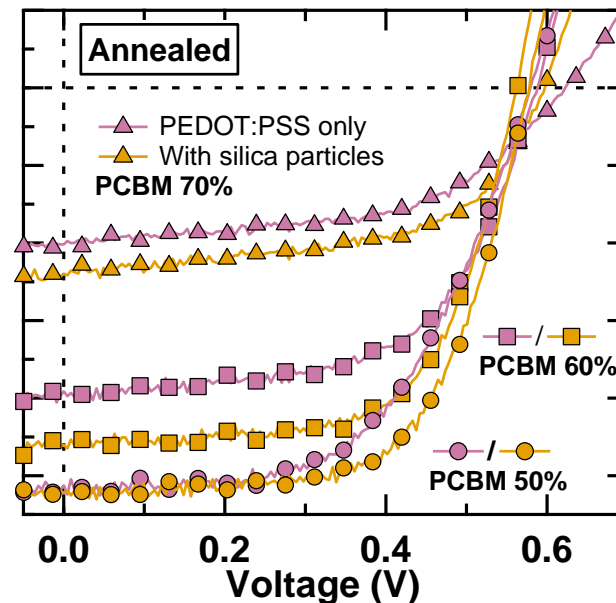 Annealed
PEDOT:PSS only
With silica particles
PCBM 70%
/
PCBM 60%
/
PCBM 50%
0.0 0.2 0.4 0.6
Voltage (V)